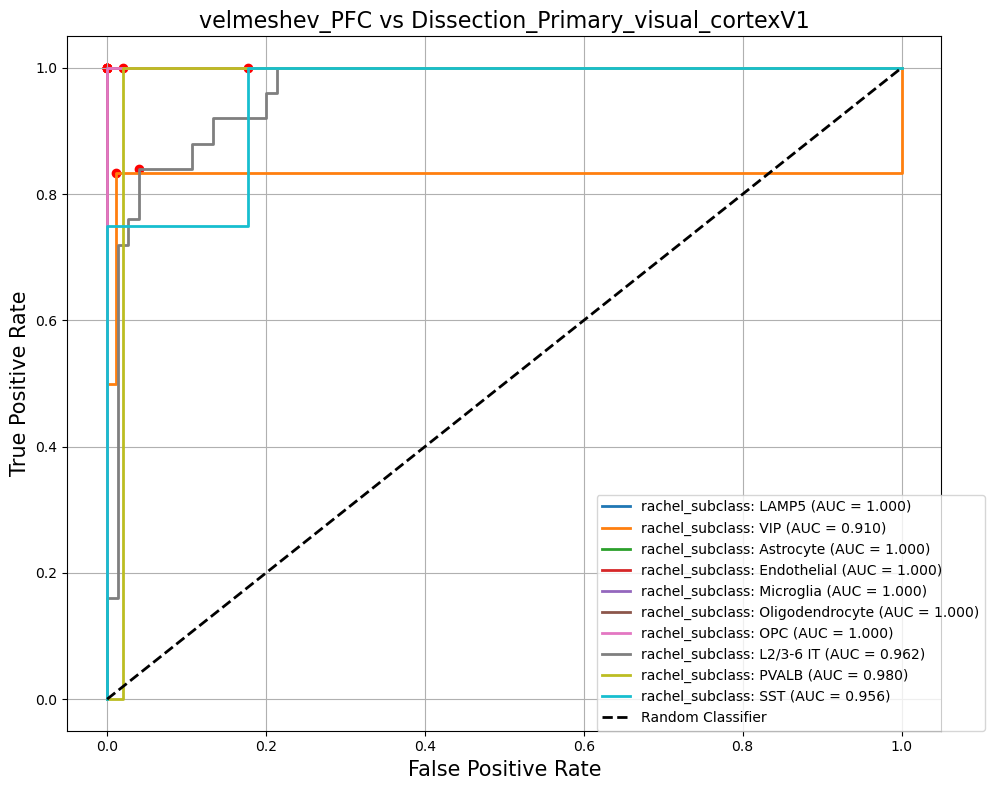 velmeshev_PFC vs Dissection_Primary_visual_cortexV1
True Positive Rate
1.0
0.8
0.6
0.4
0.2
0.0
0.0 0.2 0.4 0.6 0.8 1.0
False Positive Rate
rachel_subclass: LAMP5 (AUC = 1.000)
rachel_subclass: VIP (AUC = 0.910)
rachel_subclass: Astrocyte (AUC = 1.000)
rachel_subclass: Endothelial (AUC = 1.000)
rachel_subclass: Microglia (AUC = 1.000)
rachel_subclass: Oligodendrocyte (AUC = 1.000)
rachel_subclass: OPC (AUC = 1.000)
rachel_subclass: L2/3-6 IT (AUC = 0.962)
rachel_subclass: PVALB (AUC = 0.980)
rachel_subclass: SST (AUC = 0.956)
Random Classifier